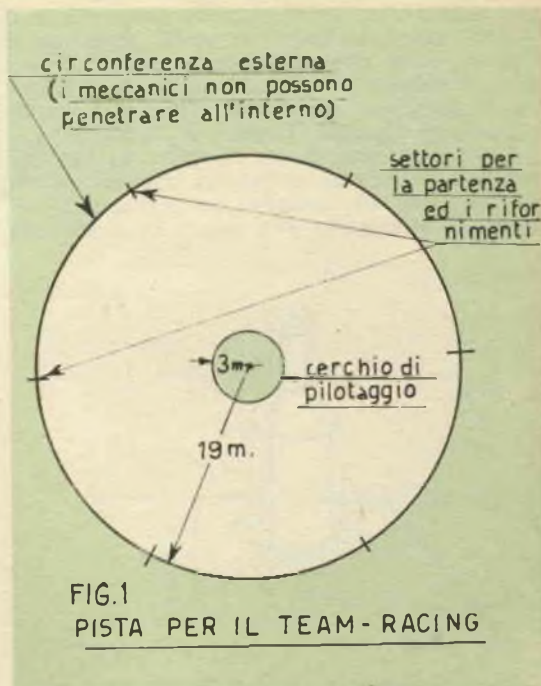 circonferenza esterna
(i meccanici non possono
penetrare all'interno)
settori per
la partenza
ed i rifor
nimenti
3m.
cerchio di
pilotaggio
19 m.
FIG.1
PISTA PER IL TEAM-RACING